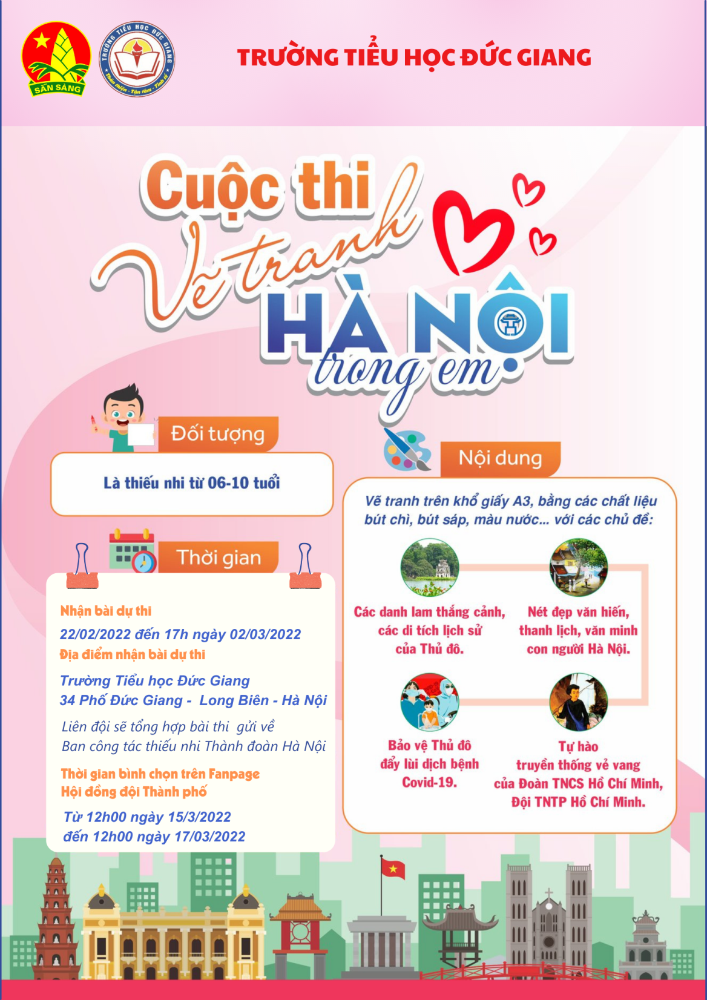 SẴN SÀNG
TRƯỜNG TIỂU HỌC ĐỨC GIANG
Thân thiện - Tận tâm - Tinh tế
TRƯỜNG TIỂU HỌC ĐỨC GIANG
Cuộc thi
Vẽ tranh
HÀ NỘI
trong em
Đối tượng
Là thiếu nhi từ 06-10 tuổi
Thời gian
Nhận bài dự thi
22/02/2022 đến 17h ngày 02/03/2022
Địa điểm nhận bài dự thi
Trường Tiểu học Đức Giang
34 Phố Đức Giang - Long Biên - Hà Nội
Liên đội sẽ tổng hợp bài thi gửi về
Ban công tác thiếu nhi Thành đoàn Hà Nội
Thời gian bình chọn trên Fanpage
Hội đồng đội Thành phố
Từ 12h00 ngày 15/3/2022
đến 12h00 ngày 17/03/2022
Nội dung
Vẽ tranh trên khổ giấy A3, bằng các chất liệu
bút chì, bút sáp, màu nước... với các chủ đề:
Các danh lam thắng cảnh,
các di tích lịch sử
của Thủ đô.
Nét đẹp văn hiến,
thanh lịch, văn minh
con người Hà Nội.
Bảo vệ Thủ đô
đẩy lùi dịch bệnh
Covid-19.
Tự hào
truyền thống vẻ vang
của Đoàn TNCS Hồ Chí Minh,
Đội TNTP Hồ Chí Minh.